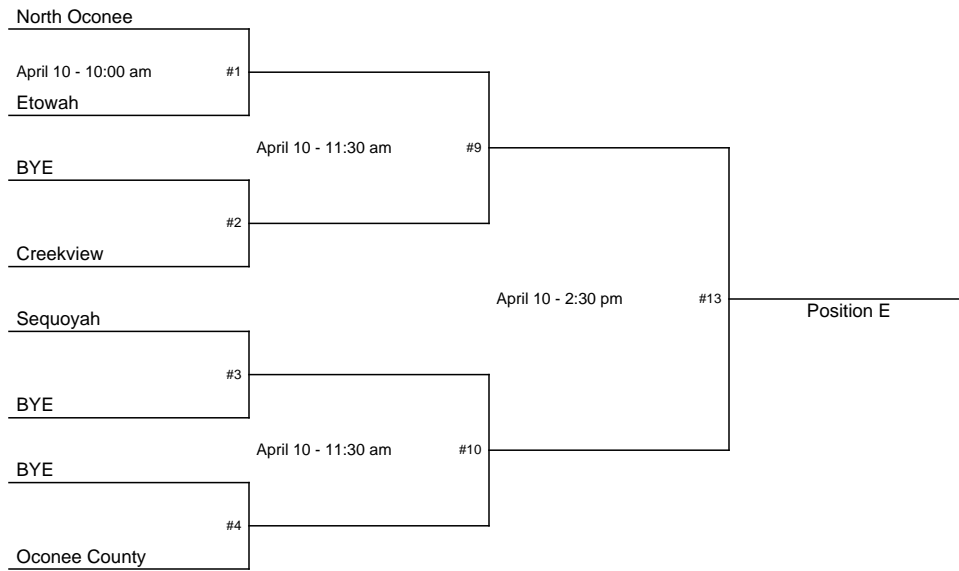 North Oconee
April 10 - 10:00 am #1
Etowah
April 10 - 11:30 am #9
BYE
#2
Creekview
April 10 - 2:30 pm #13
Position E
Sequoyah
#3
BYE
April 10 - 11:30 am #10
BYE
#4
Oconee County